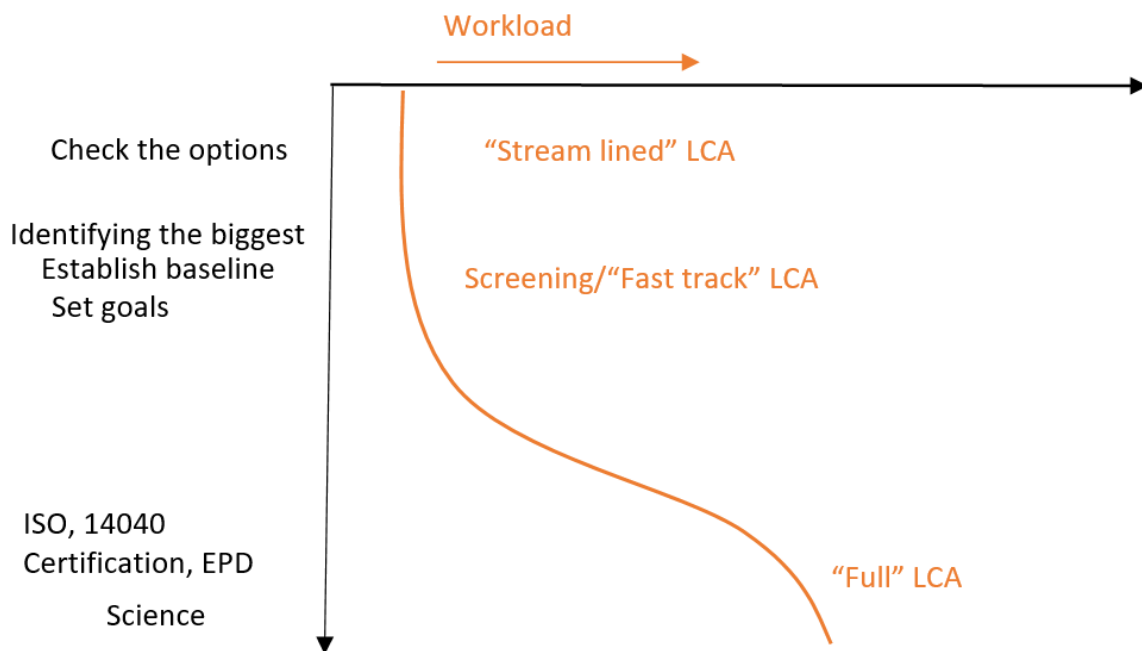 Workload
Check the options
“Stream lined” LCA
Identifying the biggest
Establish baseline
Set goals
Screening/“Fast track” LCA
ISO, 14040
Certification, EPD
Science
“Full” LCA